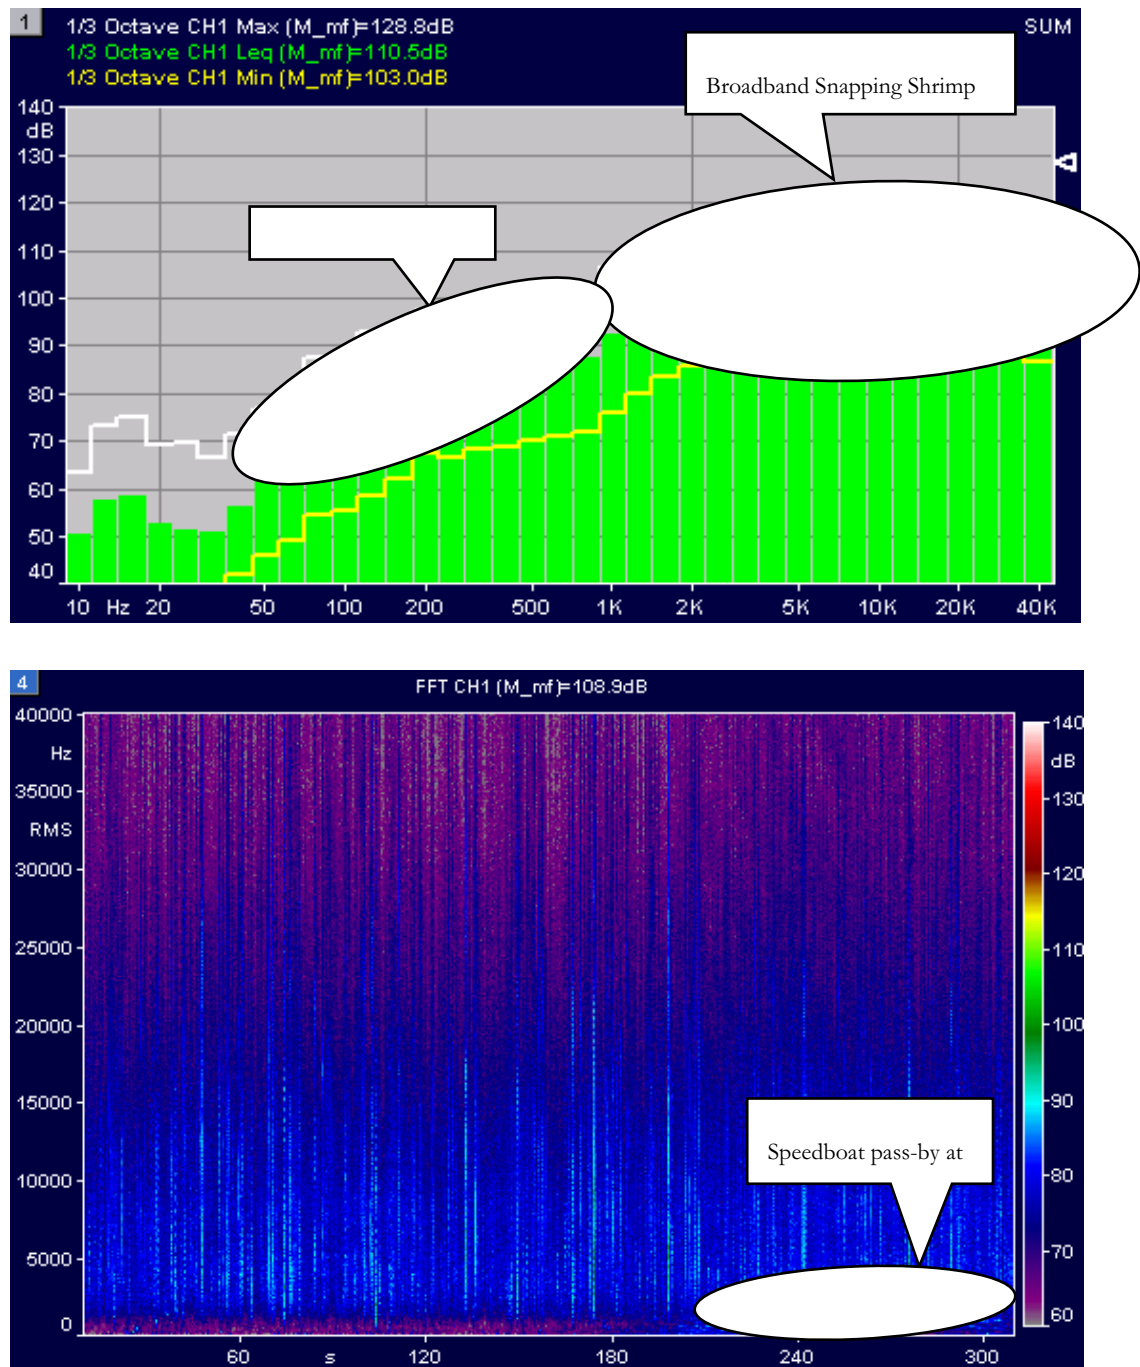 1
1/3 Octave CH1 Max (M_mf)=128.8dB
SUM
1/3 Octave CH1 Leq (M_mf)=110.5dB
1/3 Octave CH1 Min (M_mf)=103.0dB
Broadband Snapping Shrimp
140
dB
130
120
110
100
90
80
70
60
50
40
10 Hz 20 50 100 200 500 1K 2K 5K 10K 20K 40K
4
FFT CH1 (M_mf)=108.9dB
40000
Hz
35000
RMS
30000
25000
20000
15000
10000
5000
0
140
dB
130
120
110
100
90
80
70
60
Speedboat pass-by at
60 s 120 180 240 300